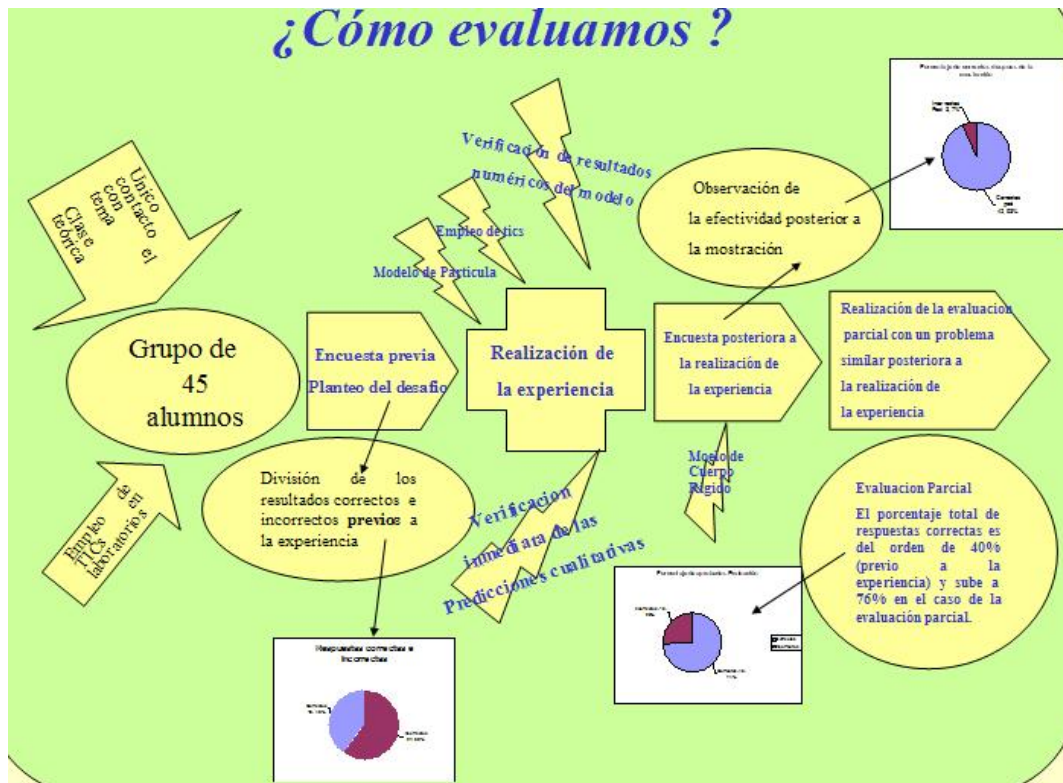 ¿Cómo evaluamos ?
Unico
contacto el
con
tema
Clase
teórica
Grupo de
45
alumnos
Empleo de
TICs en
laboratorios
Encuesta previa
Planteo del desafio
División de los
resultados correctos e
incorrectos previos a
la experiencia
Respuestas correctas e
incorrectas
Modelo de Particula
Empleo de tics
Verificación de resultados
numéricos del modelo
Realización de
la experiencia
Verificacion
inmediata de las
Predicciones cualitativas
Encuesta posteriora a
la realización de
la experiencia
Observación de
la efectividad posterior a
la mostración
Moelo de
Cuerpo
Rigido
Realización de la evaluacion
parcial con un problema
similar posteriora a
la realización de
la experiencia
Evaluacion Parcial
El porcentaje total de
respuestas correctas es
del orden de 40%
(previo a la
experiencia) y sube a
76% en el caso de la
evaluación parcial.